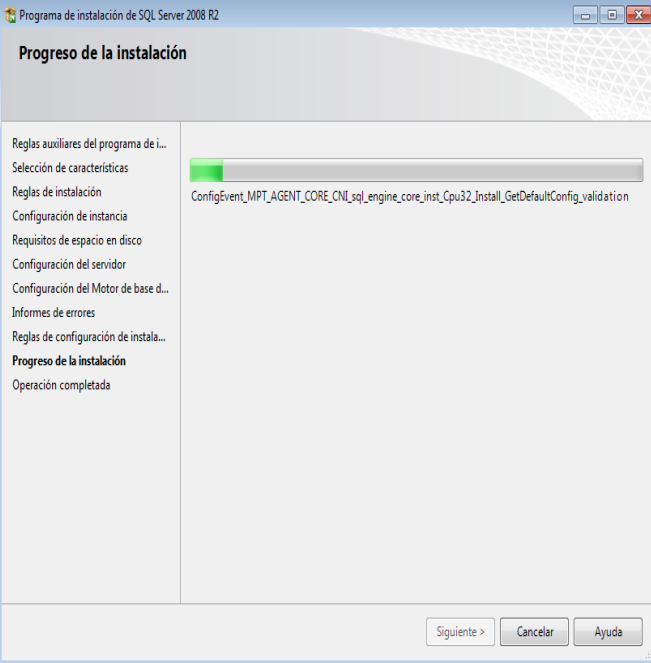 Programa de instalación de SQL Server 2008 R2
Progreso de la instalación
Reglas auxiliares del programa de i...
Selección de características
Reglas de instalación
Configuración de instancia
Requisitos de espacio en disco
Configuración del servidor
Configuración del Motor de base d...
Informes de errores
Reglas de configuración de instala...
Progreso de la instalación
Operación completada
ConfigEvent_MPT_AGENT_CORE_CNI_sql_engine_core_inst_Cpu32_Install_GetDefaultConfig_validation
Siguiente >
Cancelar
Ayuda